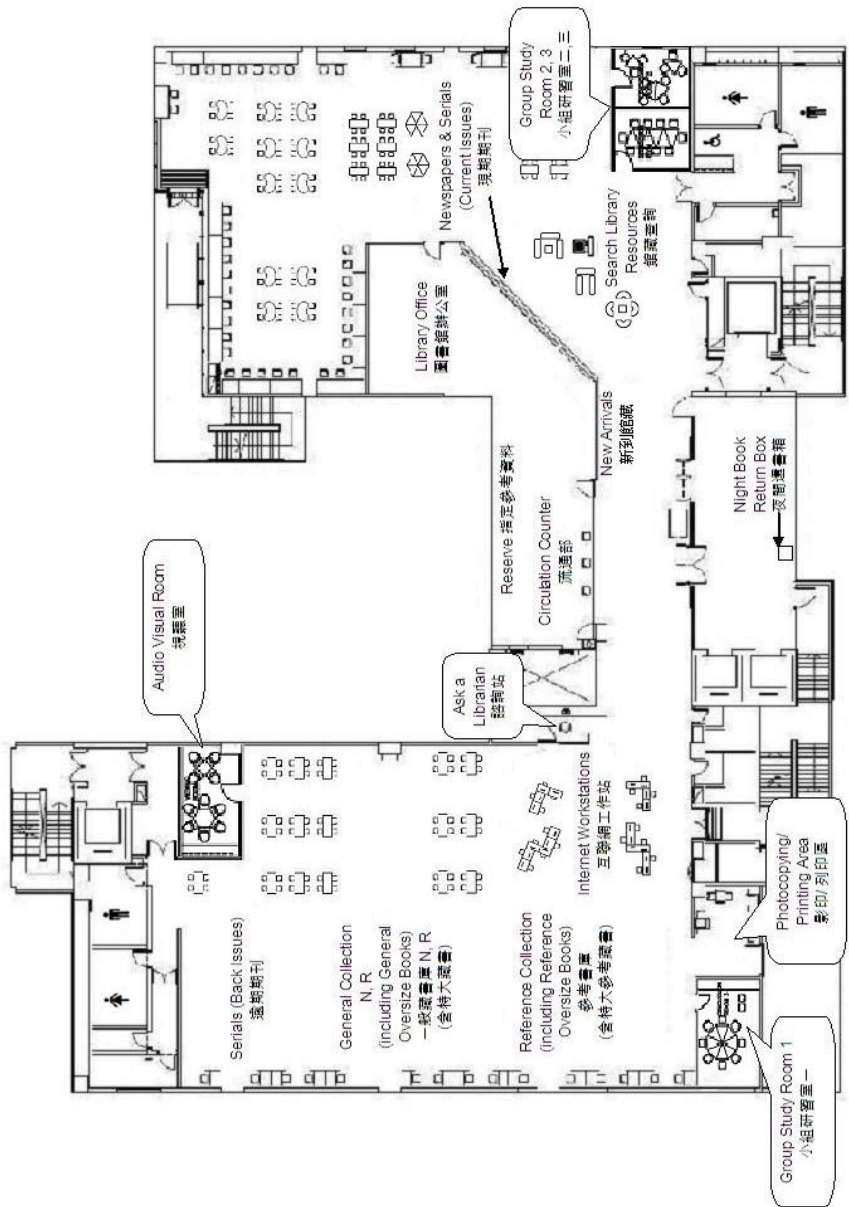 Audio Visual Room
視聽室
Serials (Back Issues)
過期期刊
General Collection
N, R
(including General
Oversize Books)
一般藏書庫 N, R
(含特大藏書)
Reference Collection
(including Reference
Oversize Books)
參考書庫
(含特大參考藏書)
Group Study Room 1
小組研習室一
Photocopying/
Printing Area
影印/列印區
Internet Workstations
互聯網工作站
Ask a
Librarian
諮詢站
Reserve 指定參考資料
Circulation Counter
流通部
Night Book
Return Box
夜間還書箱
New Arrivals
新到館藏
Library Office
圖書館辦公室
Newspapers & Serials
(Current Issues)
現期期刊
Search Library
Resources
館藏查詢
Group Study
Room 2, 3
小組研習室二,三